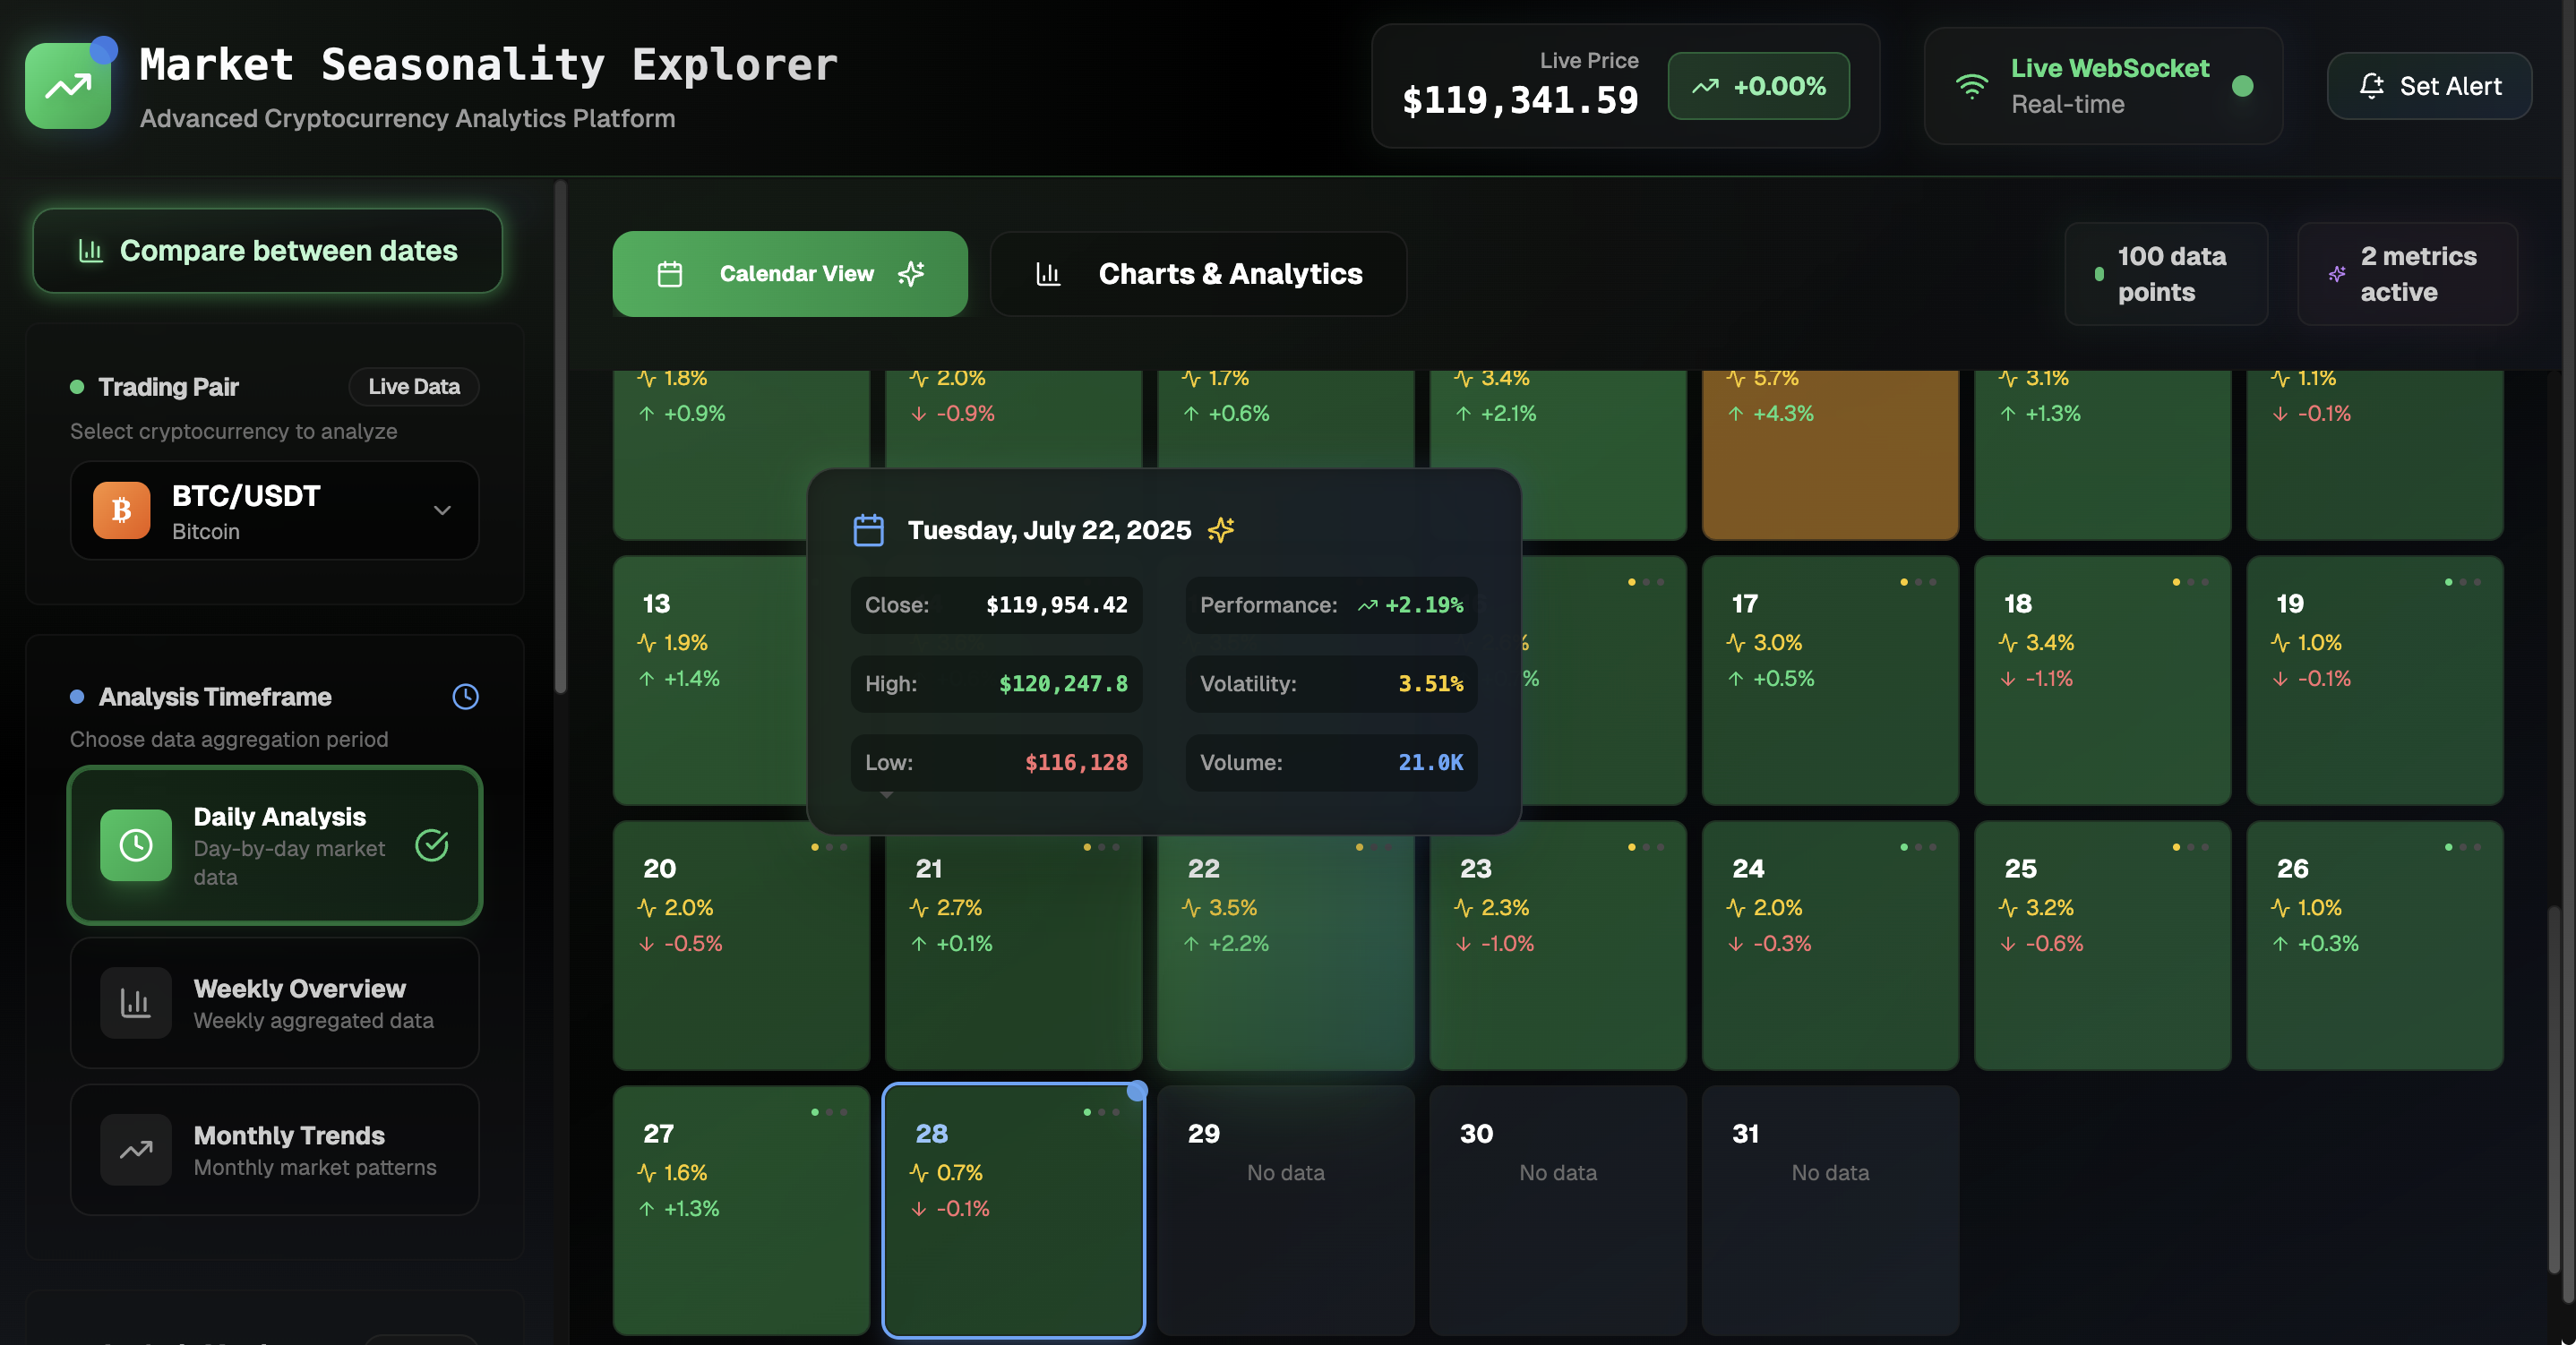 Market Seasonality Explorer
Advanced Cryptocurrency Analytics Platform
Live Price
$119,341.59
+0.00%
Live WebSocket
Real-time
Set Alert
Compare between dates
Trading Pair
Live Data
Select cryptocurrency to analyze
BTC/USDT
Bitcoin
Analysis Timeframe
Choose data aggregation period
Daily Analysis
Day-by-day market
data
Weekly Overview
Weekly aggregated data
Monthly Trends
Monthly market patterns
Calendar View
Charts & Analytics
100 data
points
2 metrics
active
1.8%
+0.9%
2.0%
-0.9%
1.7%
+0.6%
3.4%
+2.1%
5.7%
+4.3%
3.1%
+1.3%
1.1%
-0.1%
Tuesday, July 22, 2025
Close: $119,954.42
Performance: +2.19%
High: $120,247.8
Volatility: 3.51%
Low: $116,128
Volume: 21.0K
13
1.9%
+1.4%
%
%
17
3.0%
+0.5%
18
3.4%
-1.1%
19
1.0%
-0.1%
20
2.0%
-0.5%
21
2.7%
+0.1%
22
3.5%
+2.2%
23
2.3%
-1.0%
24
2.0%
-0.3%
25
3.2%
-0.6%
26
1.0%
+0.3%
27
1.6%
+1.3%
28
0.7%
-0.1%
29
No data
30
No data
31
No data